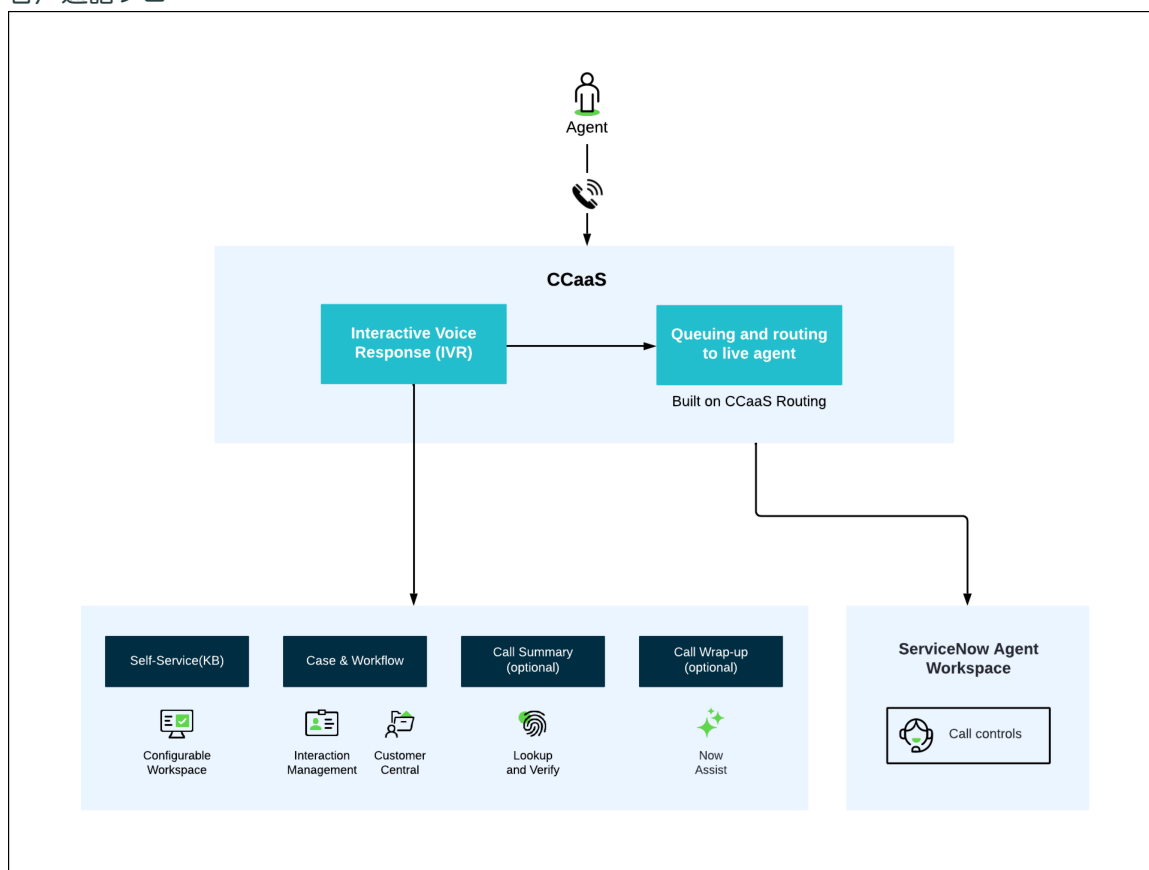 Agent
CCaaS
Interactive Voice
Response (IVR)
Queuing and routing
to live agent
Built on CCaaS Routing
Self-Service(KB)
Case & Workflow
Call Summary
(optional)
Call Wrap-up
(optional)
Configurable
Workspace
Interaction
Management
Customer
Central
Lookup
and Verify
Now
Assist
ServiceNow Agent
Workspace
Call controls